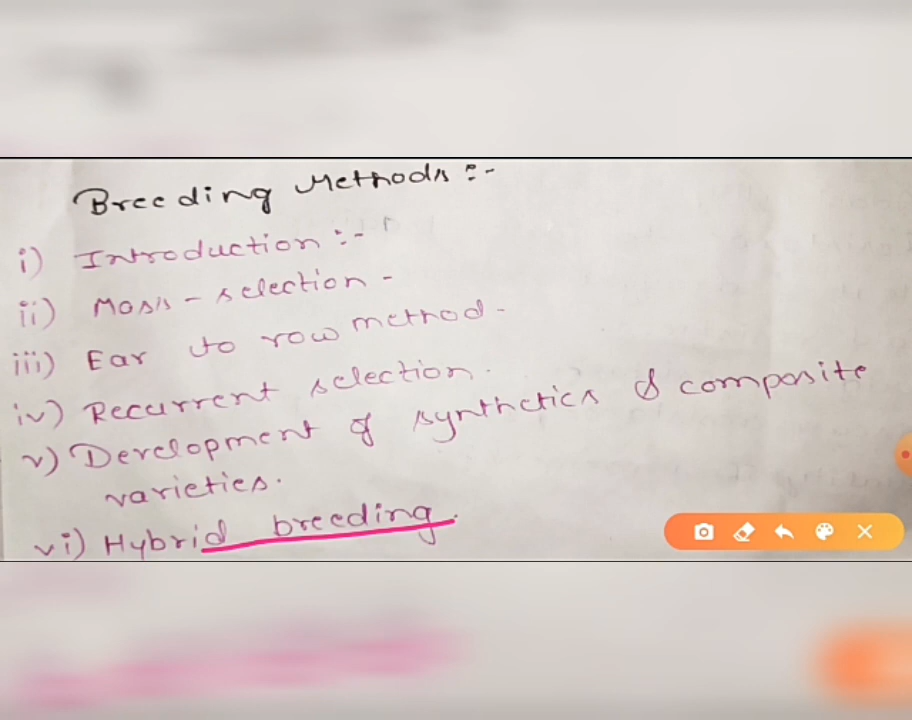 Breeding Methods :-
i) Introduction :-
ii) Mass - selection -
iii) Ear to row method -
iv) Recurrent selection.
v) Development of synthetics & composite
varieties.
vi) Hybrid breeding.